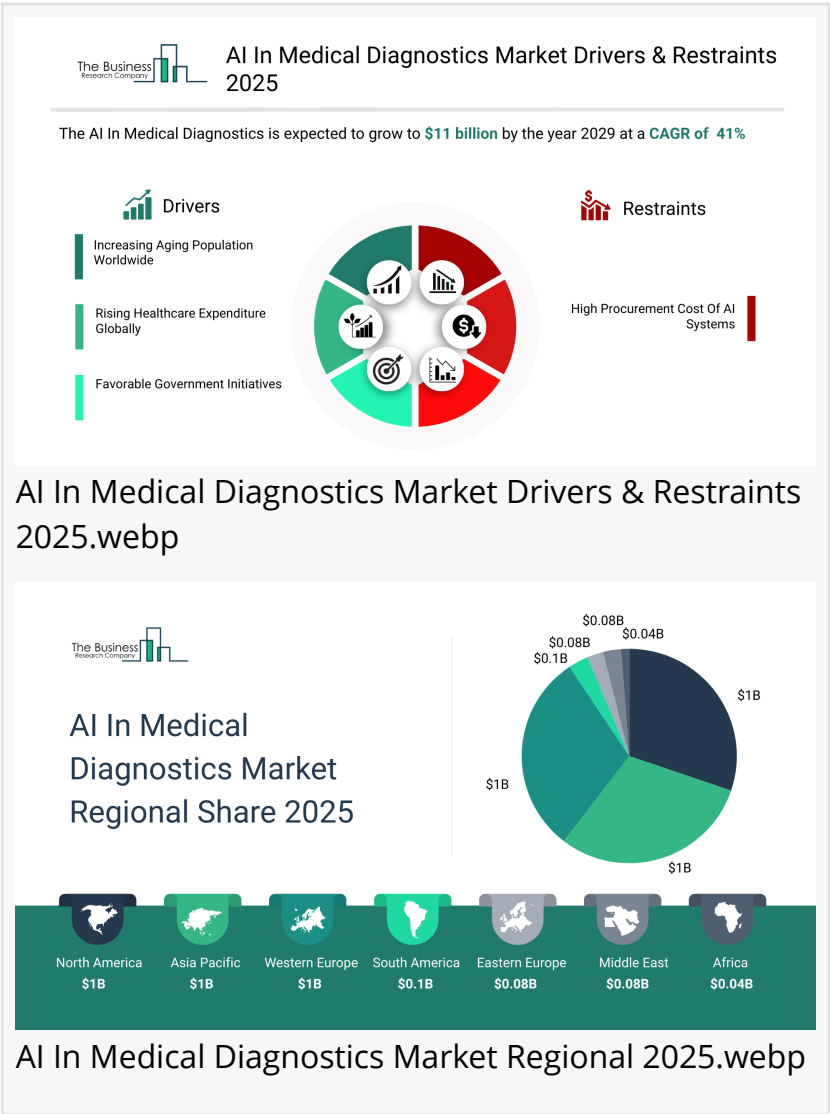 The Business
Research Company
AI In Medical Diagnostics Market Drivers & Restraints
2025
The AI In Medical Diagnostics is expected to grow to $11 billion by the year 2029 at a CAGR of 41%
Drivers
Increasing Aging Population
Worldwide
Rising Healthcare Expenditure
Globally
Favorable Government Initiatives
$
Restraints
High Procurement Cost Of AI
Systems
$
AI In Medical Diagnostics Market Drivers & Restraints
2025.webp
The Business
Research Company
AI In Medical
Diagnostics Market
Regional Share 2025
$0.08B
$0.04B
$0.08B
$0.1B
$1B
$1B
$1B
North America
$1B
Asia Pacific
$1B
Western Europe
$1B
South America
$0.1B
Eastern Europe
$0.08B
Middle East
$0.08B
Africa
$0.04B
AI In Medical Diagnostics Market Regional 2025.webp